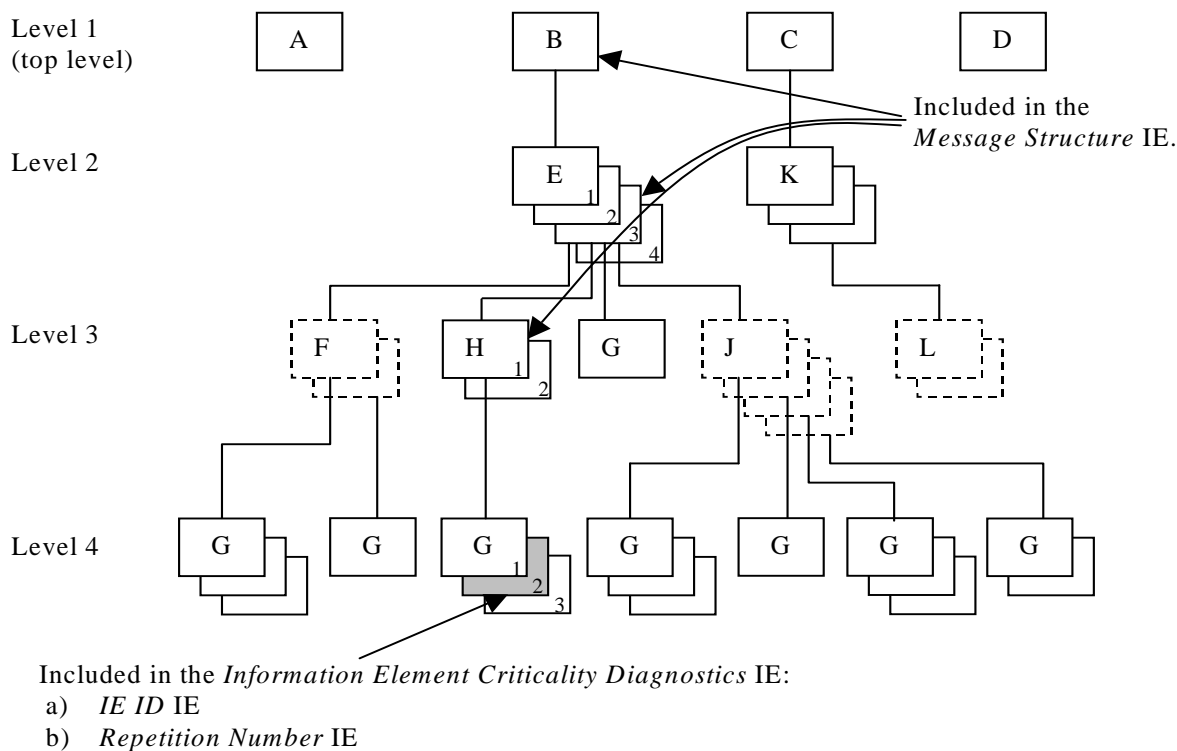 Level 1
(top level)
A
B
C
D
Included in the
Message Structure IE.
Level 2
E
1
2
3
4
K
Level 3
F
H
1
2
G
J
L
Level 4
G
G
G
1
2
3
G
G
G
G
Included in the Information Element Criticality Diagnostics IE:
a) IE ID IE
b) Repetition Number IE